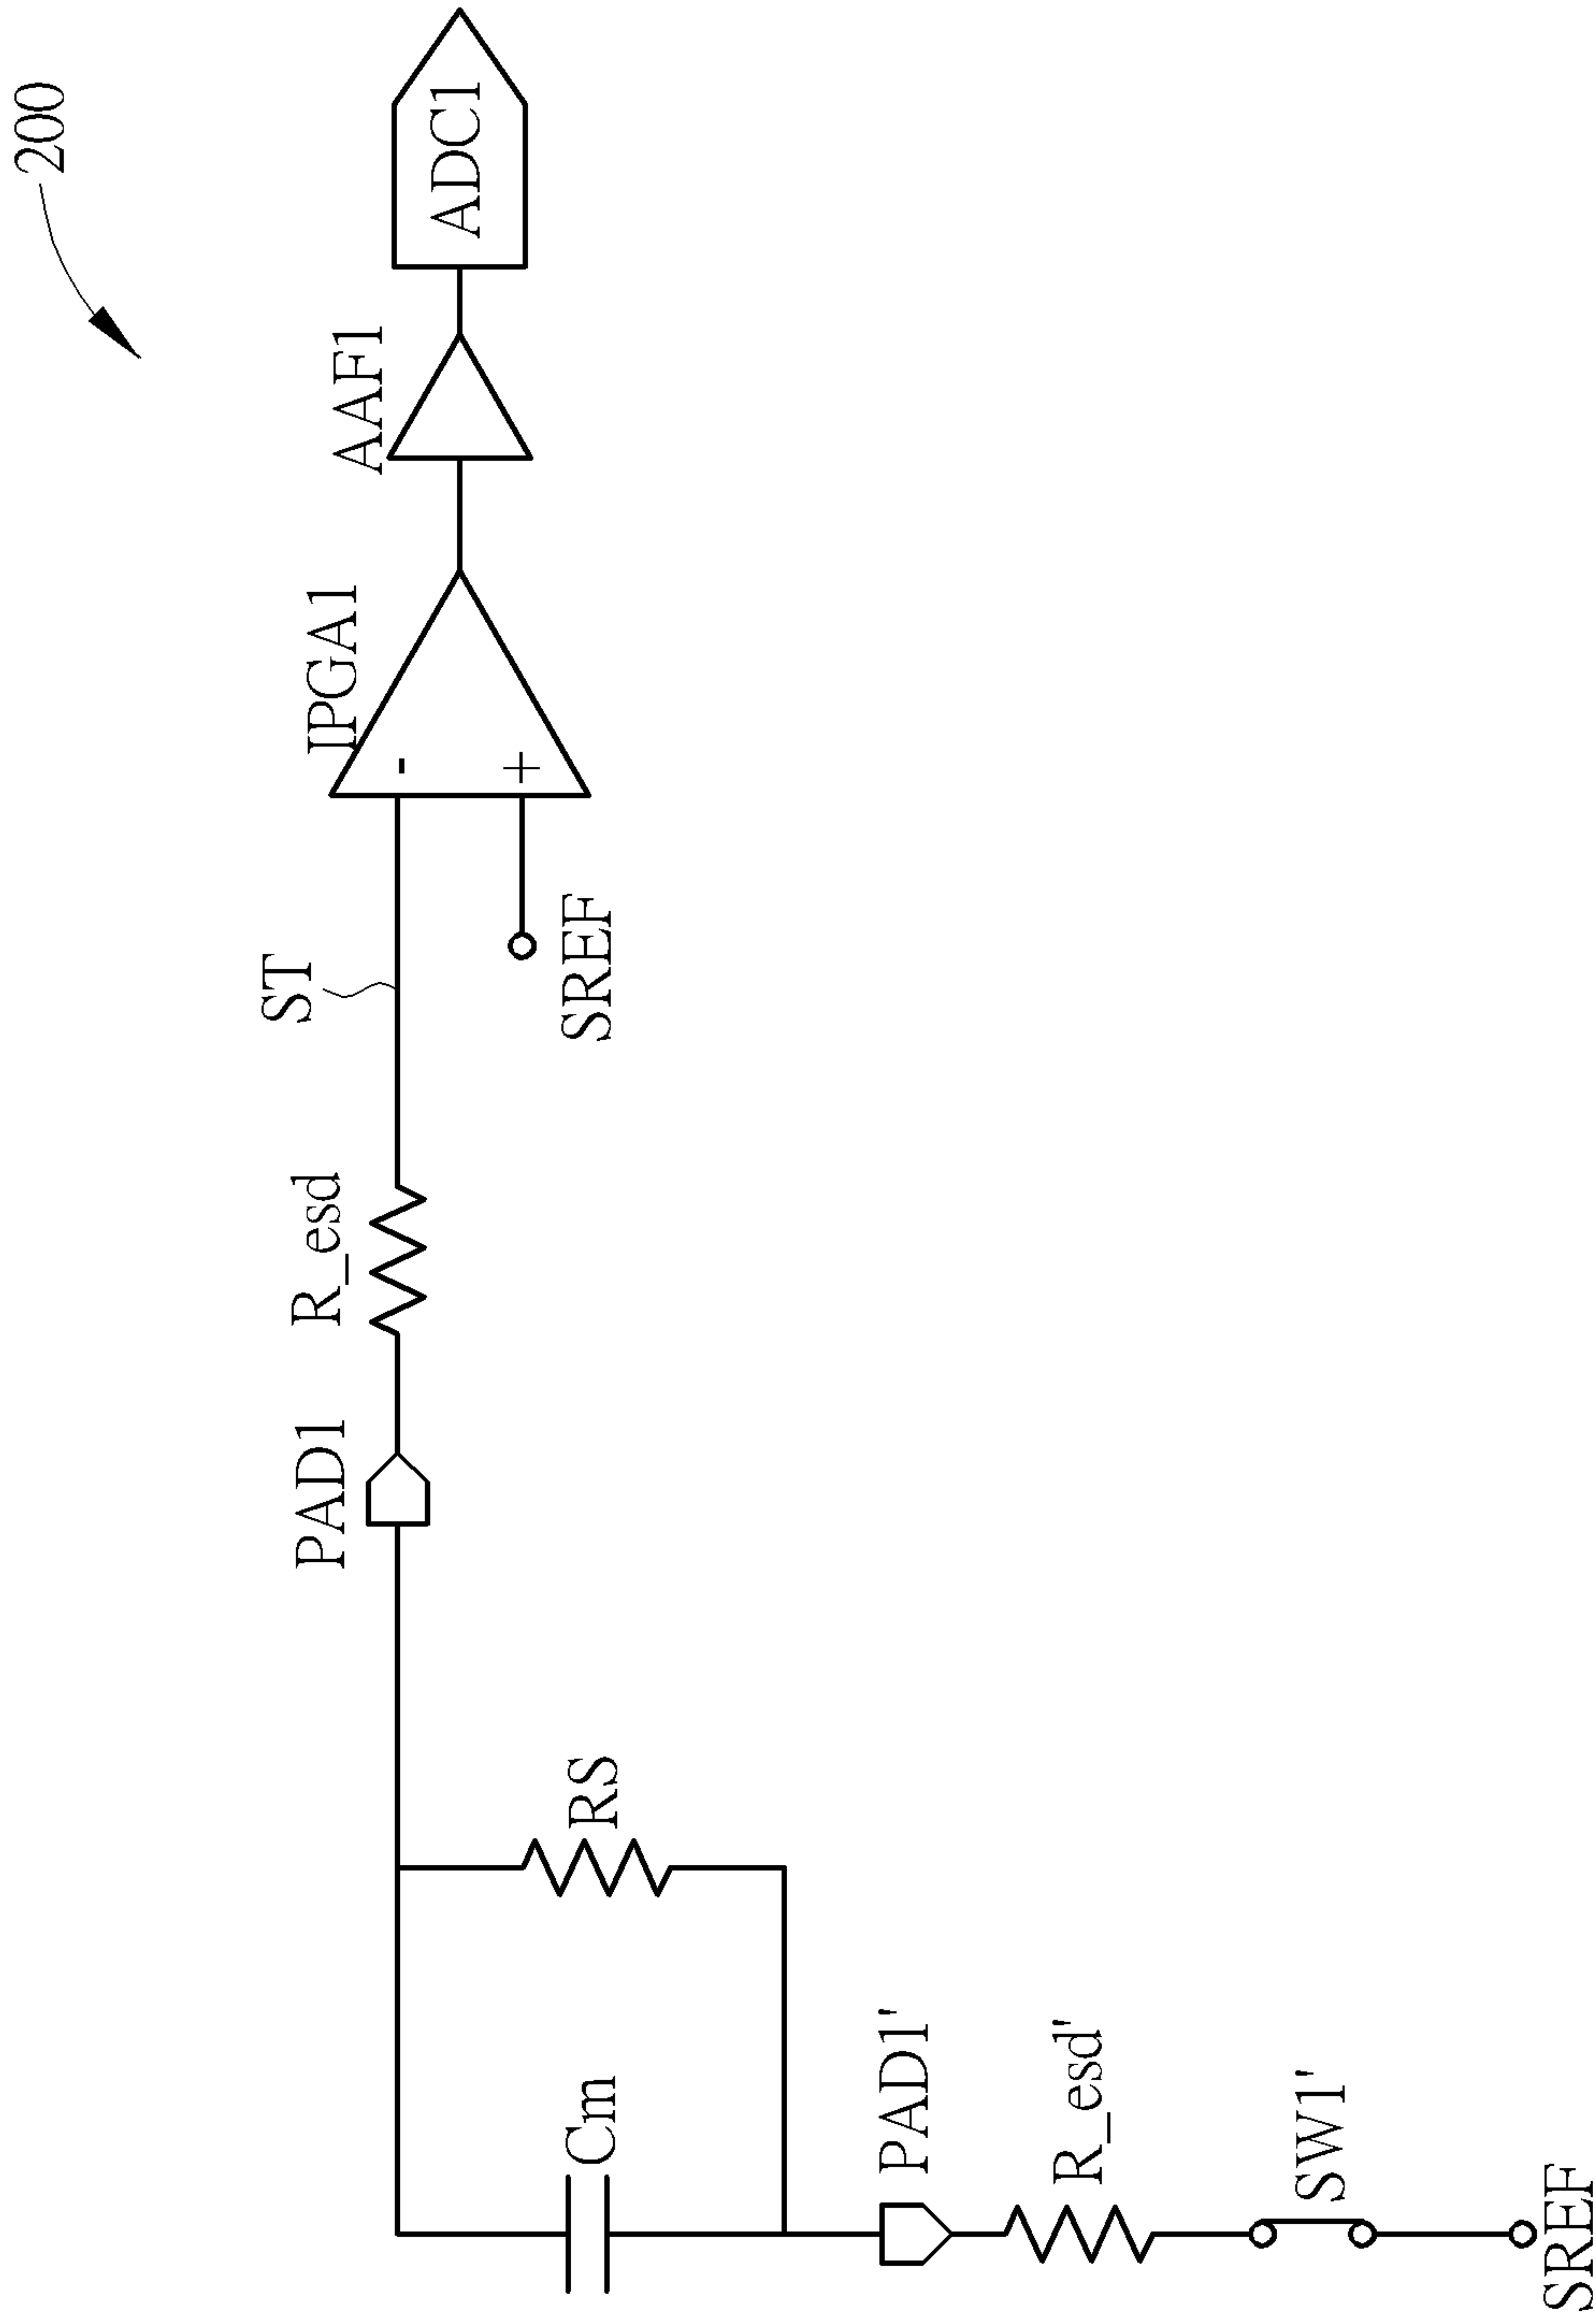 200
ADC1
AAF1
IPGA1
ST
-
+
SREF
R_esd
PAD1
RS
Cm
PAD1'
R_esd'
SW1'
SREF